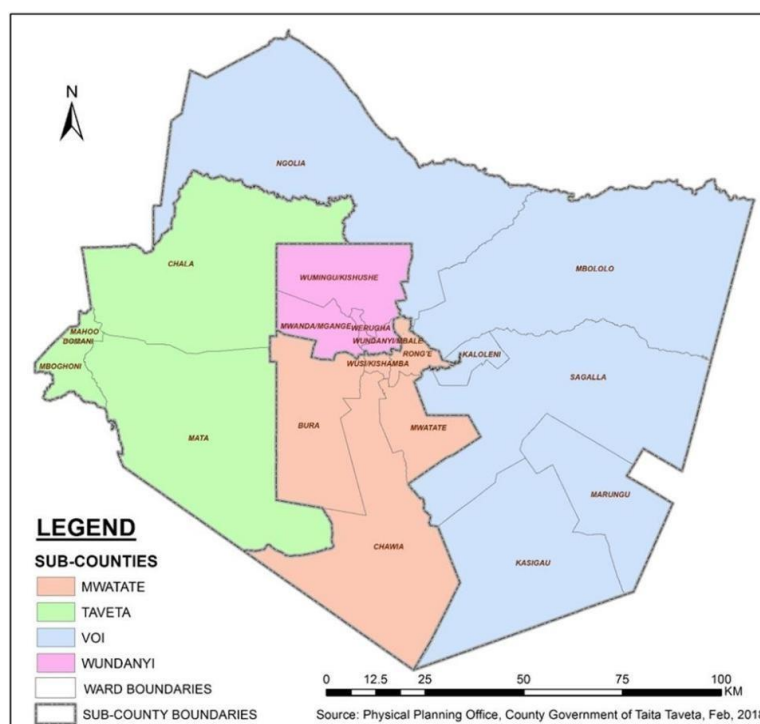 N
NGOLIA
CHALA
MBOLOLO
WUMINGU/KISHUSHE
MWANDA/MGANGE
WERUGHA
WUNDANYI/MBALE
MAHOO
BOMANI
MBOGHONI
RONG'E
KALOLENI
WUSI/KISHAMBA
SAGALLA
BURA
MWATATE
MATA
MARUNGU
CHAWIA
KASIGAU
LEGEND
SUB-COUNTIES
MWATATE
TAVETA
VOI
WUNDANYI
WARD BOUNDARIES
SUB-COUNTY BOUNDARIES
0 12.5 25 50 75 100
KM
Source: Physical Planning Office, County Government of Taita Taveta, Feb, 2018